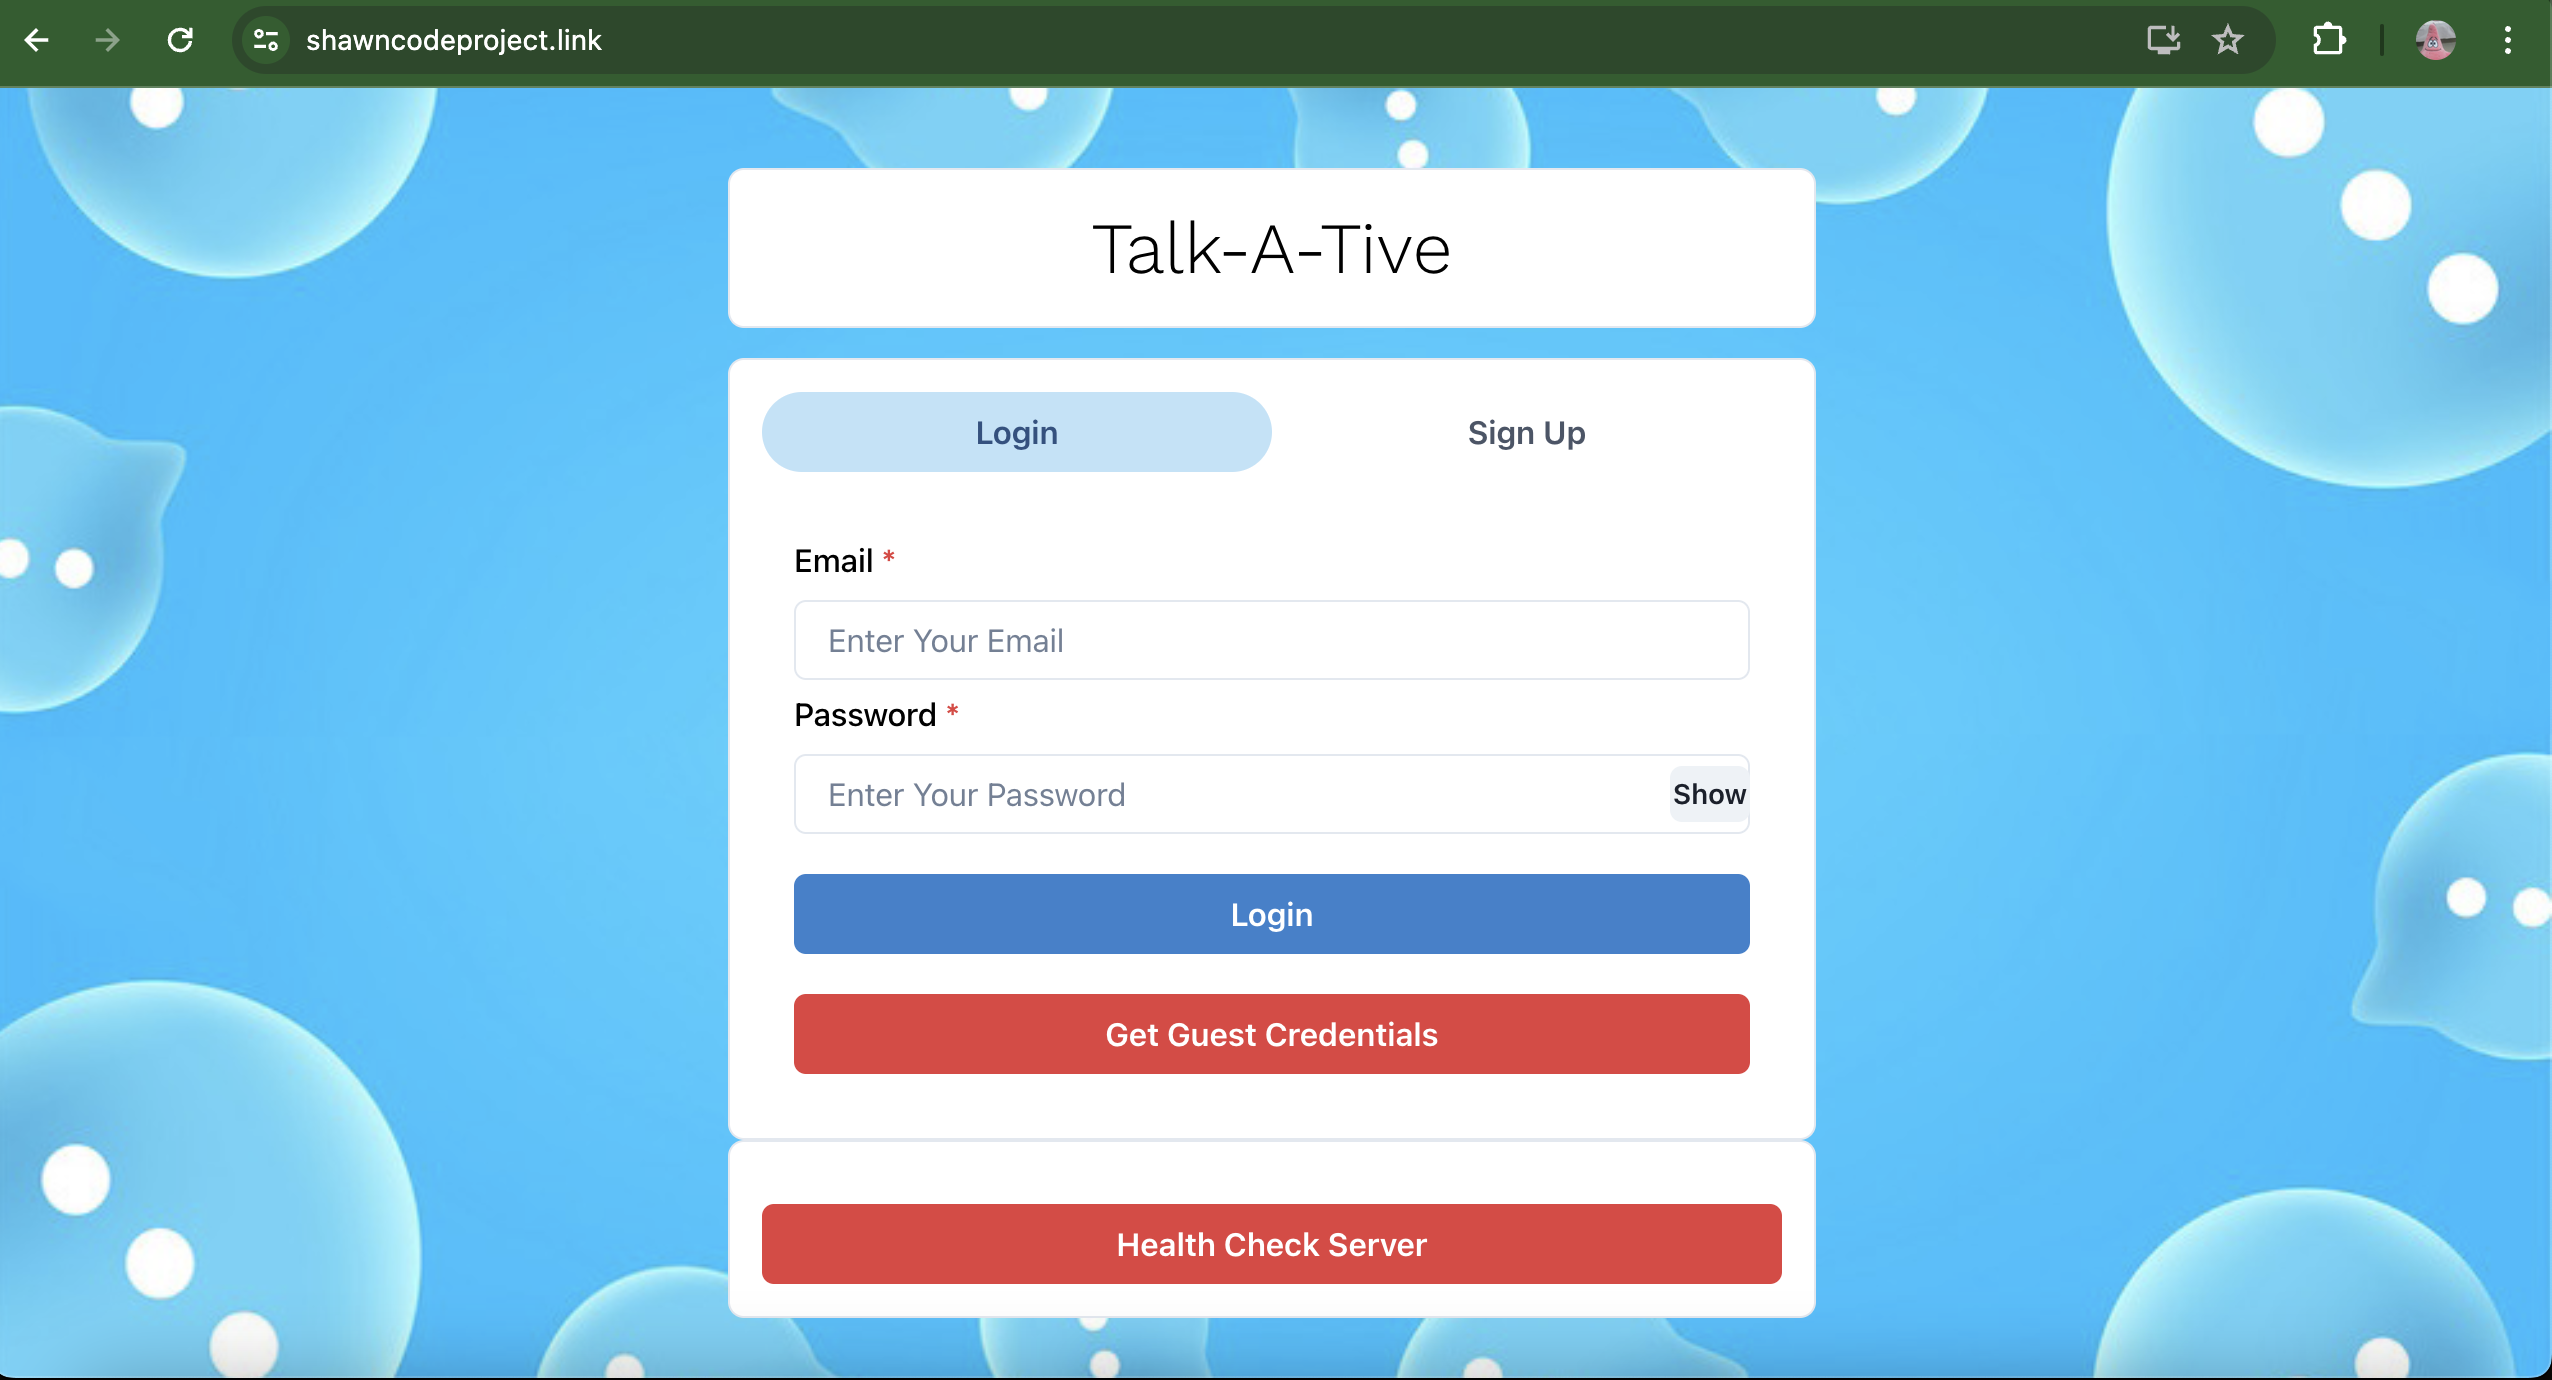 shawncodeproject.link
Talk-A-Tive
Login
Sign Up
Email *
Enter Your Email
Password *
Enter Your Password
Show
Login
Get Guest Credentials
Health Check Server